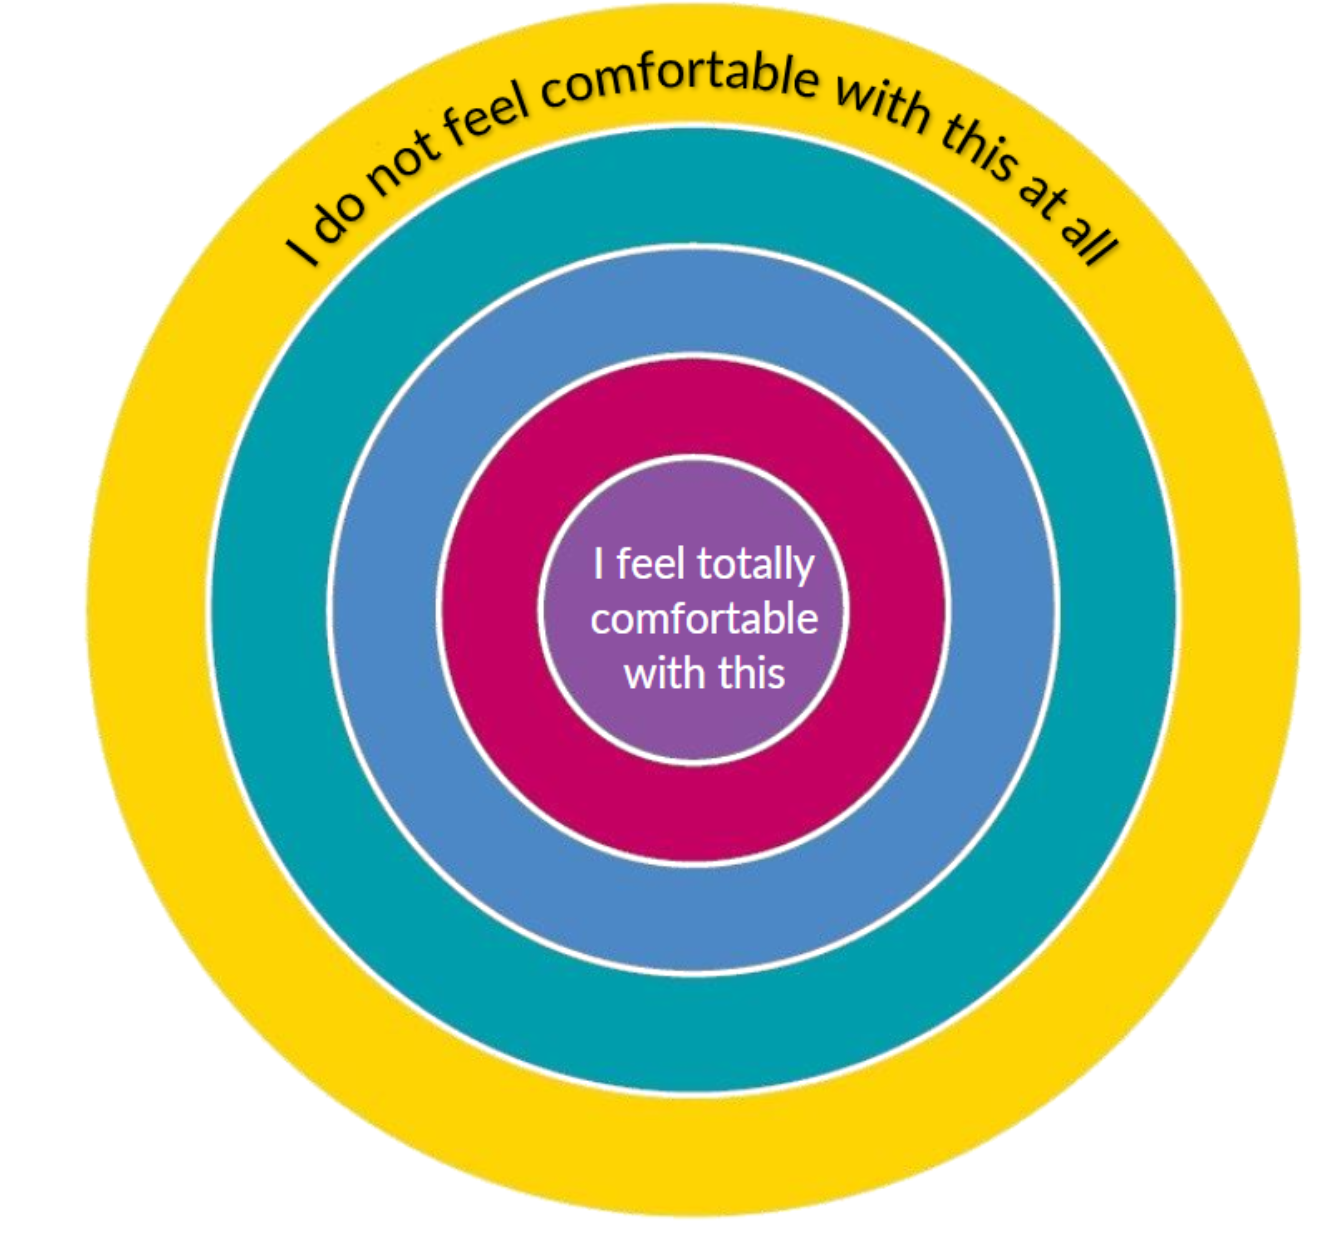 I do not feel comfortable with this at all
I feel totally
comfortable
with this